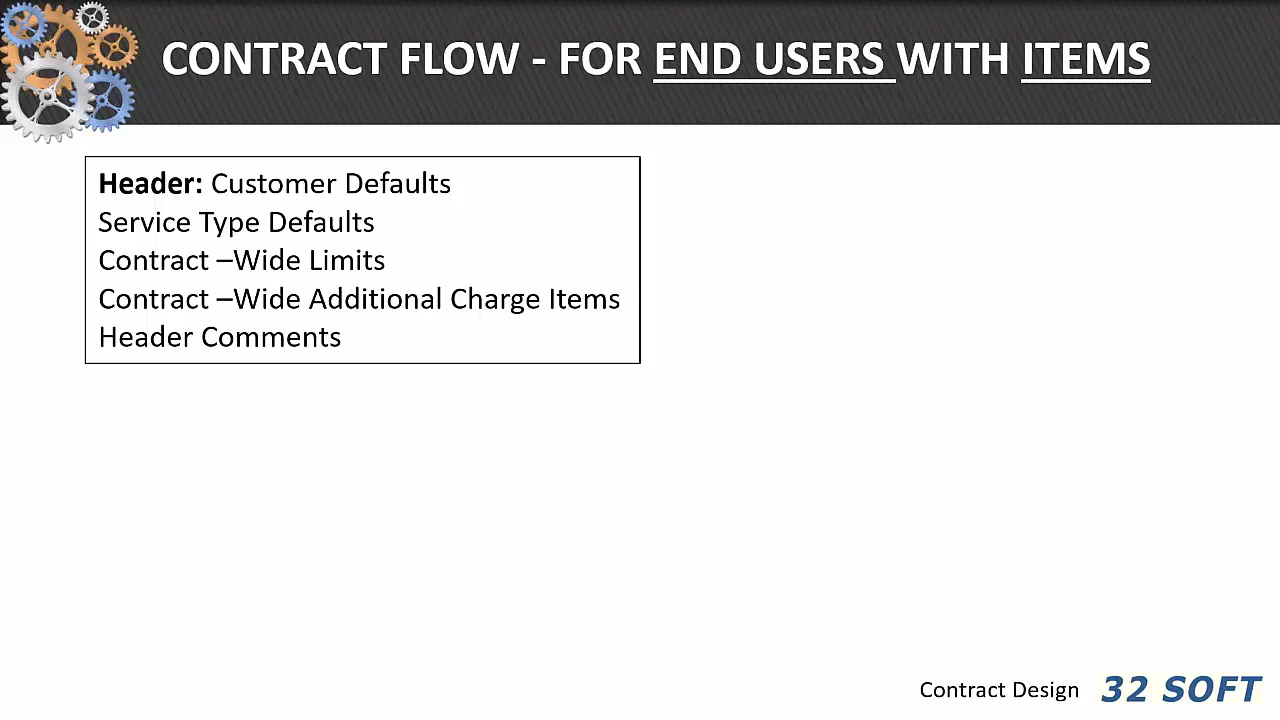 CONTRACT FLOW - FOR END USERS WITH ITEMS
Header: Customer Defaults
Service Type Defaults
Contract –Wide Limits
Contract –Wide Additional Charge Items
Header Comments
Contract Design
32 SOFT